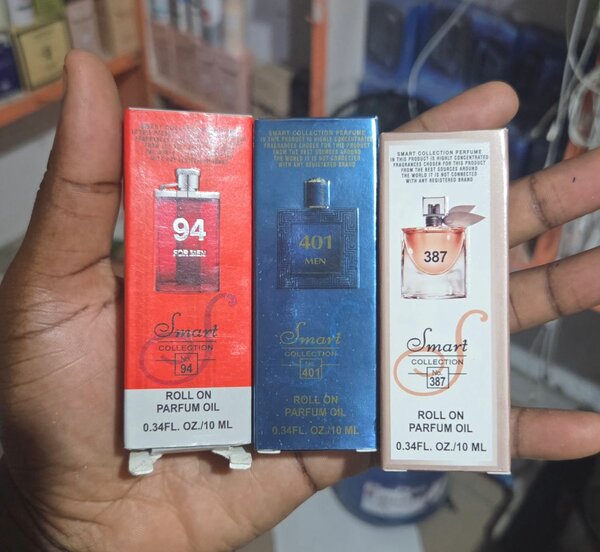 SMART COLLECTION PERFUME
94
FOR MEN
Smart
COLLECTION
No.
94
ROLL ON
PARFUM OIL
0.34FL. OZ./10 ML
SMART COLLECTION PERFUME
IN THIS PRODUCT IS HIGHLY CONCENTRATED
FRAGRANCES CHOSEN FOR THIS PRODUCT
FROM THE BEST SOURCES AROUND
THE WORLD IT IS NOT CONNECTED
WITH ANY REGISTERED BRAND
401
MEN
Smart
COLLECTION
No.
401
ROLL ON
PARFUM OIL
0.34FL. OZ./10 ML
SMART COLLECTION PERFUME
IN THIS PRODUCT IS HIGHLY CONCENTRATED
FRAGRANCES CHOSEN FOR THIS PRODUCT
FROM THE BEST SOURCES AROUND
THE WORLD IT IS NOT CONNECTED
WITH ANY REGISTERED BRAND
387
Smart
COLLECTION
No.
387
ROLL ON
PARFUM OIL
0.34FL. OZ./10 ML